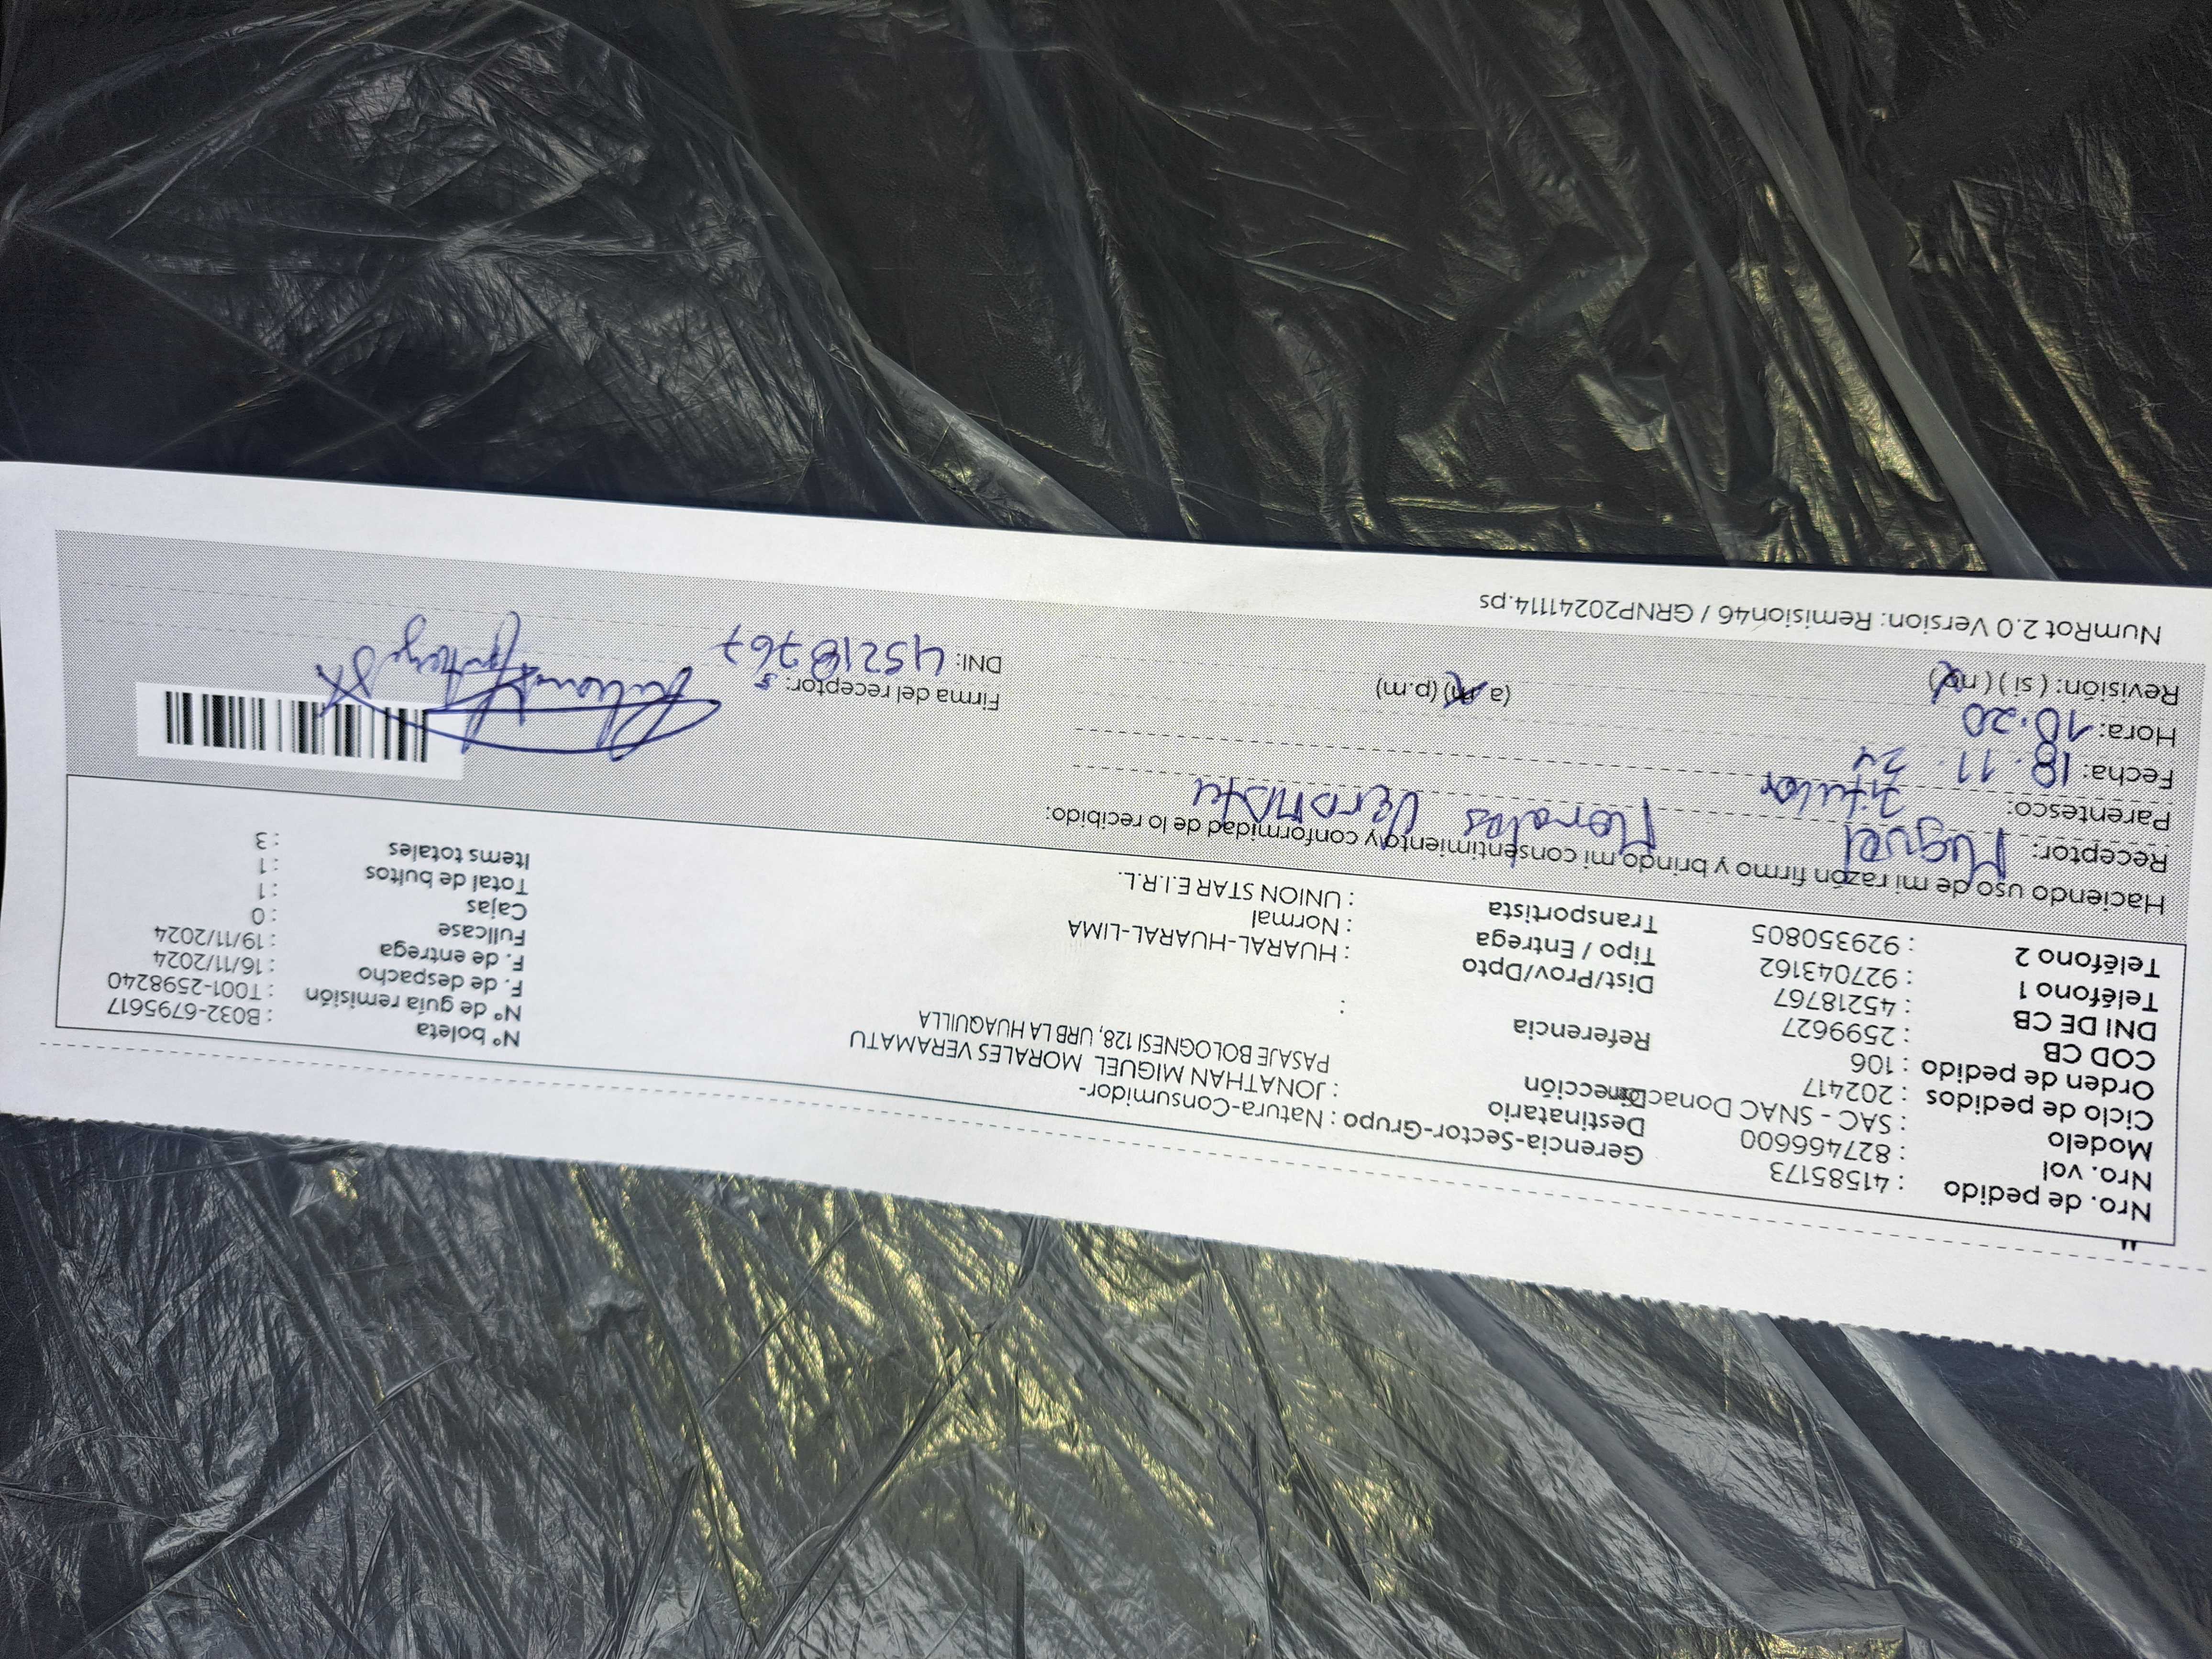 "
Nro. de pedido : 41585173 Gerencia-Sector-Grupo : Natura-Consumidor- N° boleta : B032-6795617
Nro. vol : 827466600 Destinatario : JONATHAN MIGUEL MORALES VERAMATU N° de guía remisión : T001-2598240
Modelo : SAC - SNAC Donac Dirección PASAJE BOLOGNESI 128, URB LA HUAQUILLA F. de despacho : 16/11/2024
Ciclo de pedidos : 202417 F. de entrega : 19/11/2024
Orden de pedido : 106 Referencia : Fullcase : 0
COD CB : 2599627 Cajas : 1
DNI DE CB : 45218767 Dist/Prov/Dpto : HUARAL-HUARAL-LIMA Total de bultos : 1
Teléfono 1 : 927043162 Tipo / Entrega : Normal Items totales : 3
Teléfono 2 : 929350805 Transportista : UNION STAR E.I.R.L.
Haciendo uso de mi razón firmo y brindo mi consentimiento y conformidad de lo recibido:
Receptor: Miguel Morales
Parentesco: Titular
Fecha: 18.11.24
Hora: 10.20 (a.m) (p.m) Firma del receptor:
Revisión: ( si ) ( no ) DNI: 45218767
NumRot 2.0 Version: Remision46 / GRNP20241114.ps